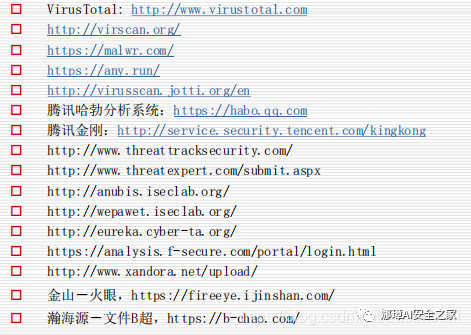 VirusTotal: http://www.virustotal.com
http://virscan.org/
https://malwr.com/
https://any.run/
http://virusscan.jotti.org/en
腾讯哈勃分析系统：https://habo.qq.com
腾讯金刚：http://service.security.tencent.com/kingkong
http://www.threattracksecurity.com/
http://www.threatexpert.com/submit.aspx
http://anubis.iseclab.org/
http://wepawet.iseclab.org/
http://eureka.cyber-ta.org/
https://analysis.f-secure.com/portal/login.html
http://www.xandora.net/upload/
金山－火眼，https://fireeye.ijinshan.com/
瀚海源－文件B超，https://b-chao.com/
娜璋AI安全之家